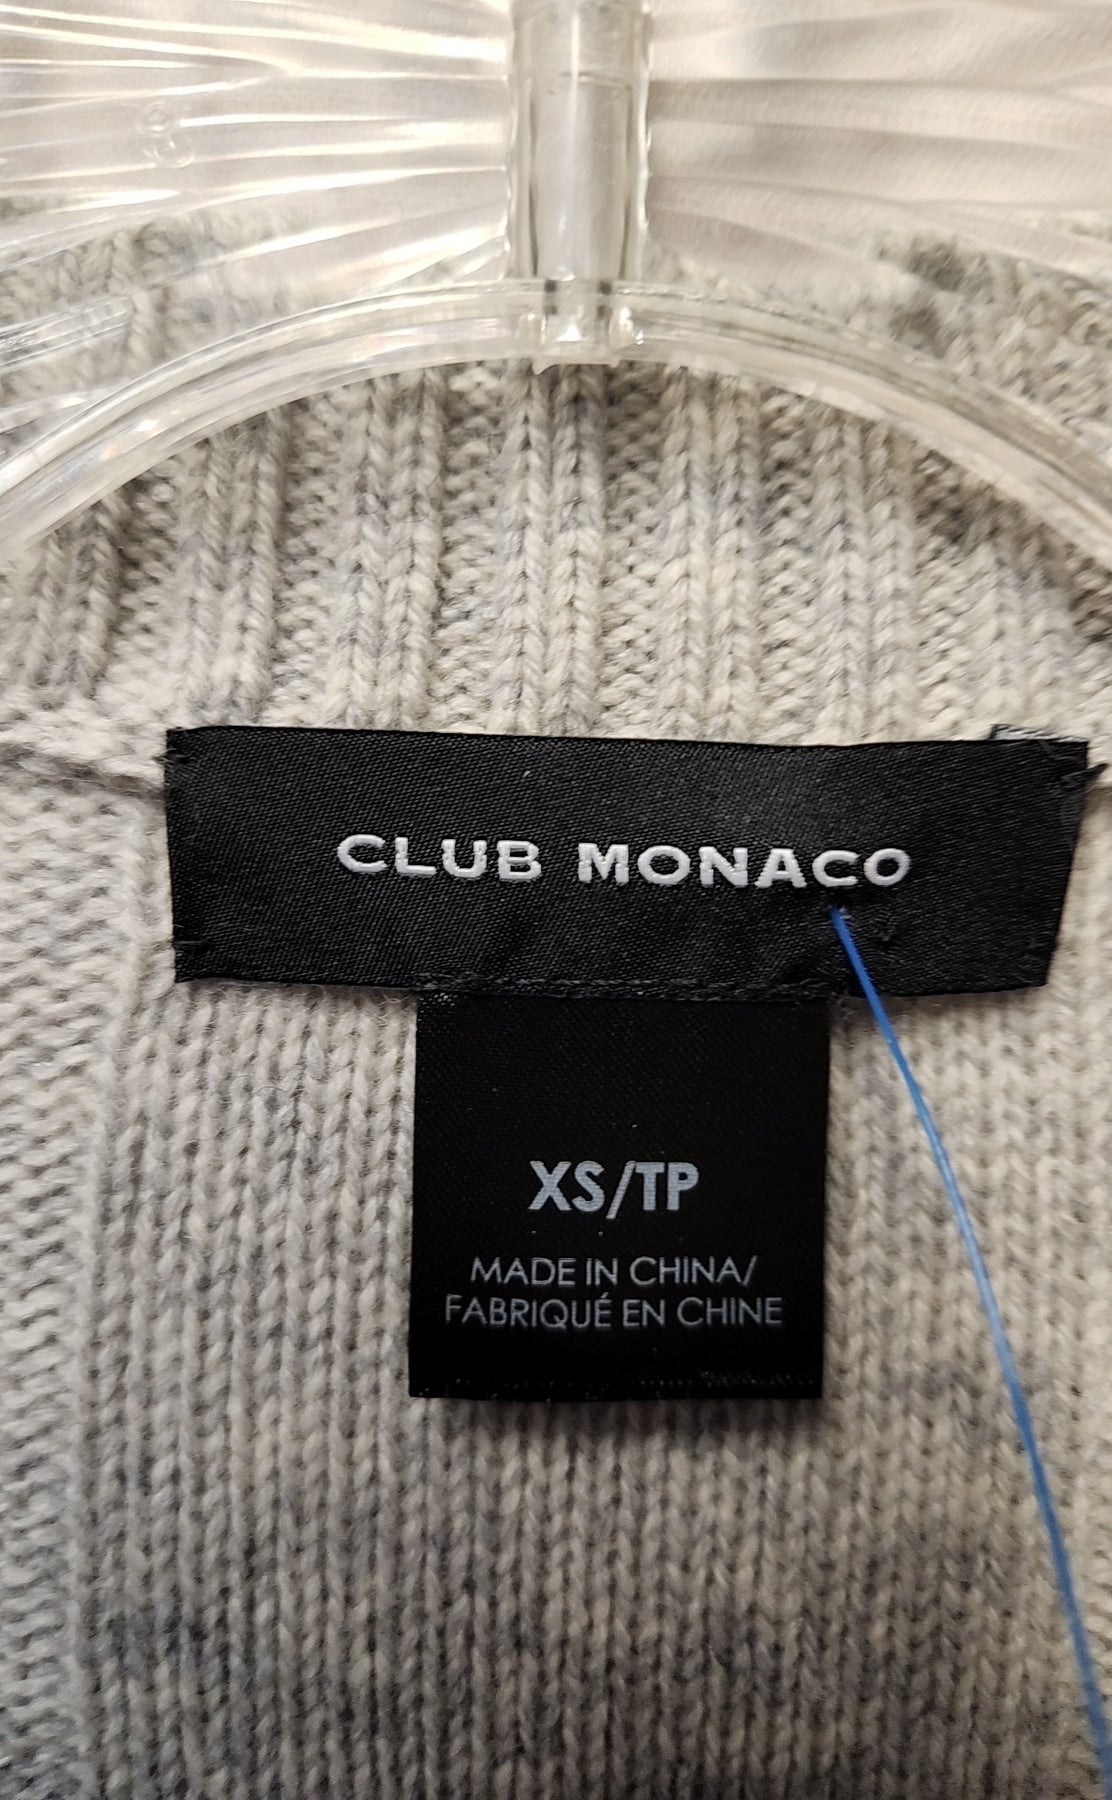 CLUB MONACO
XS/TP
MADE IN CHINA/
FABRIQUÉ EN CHINE